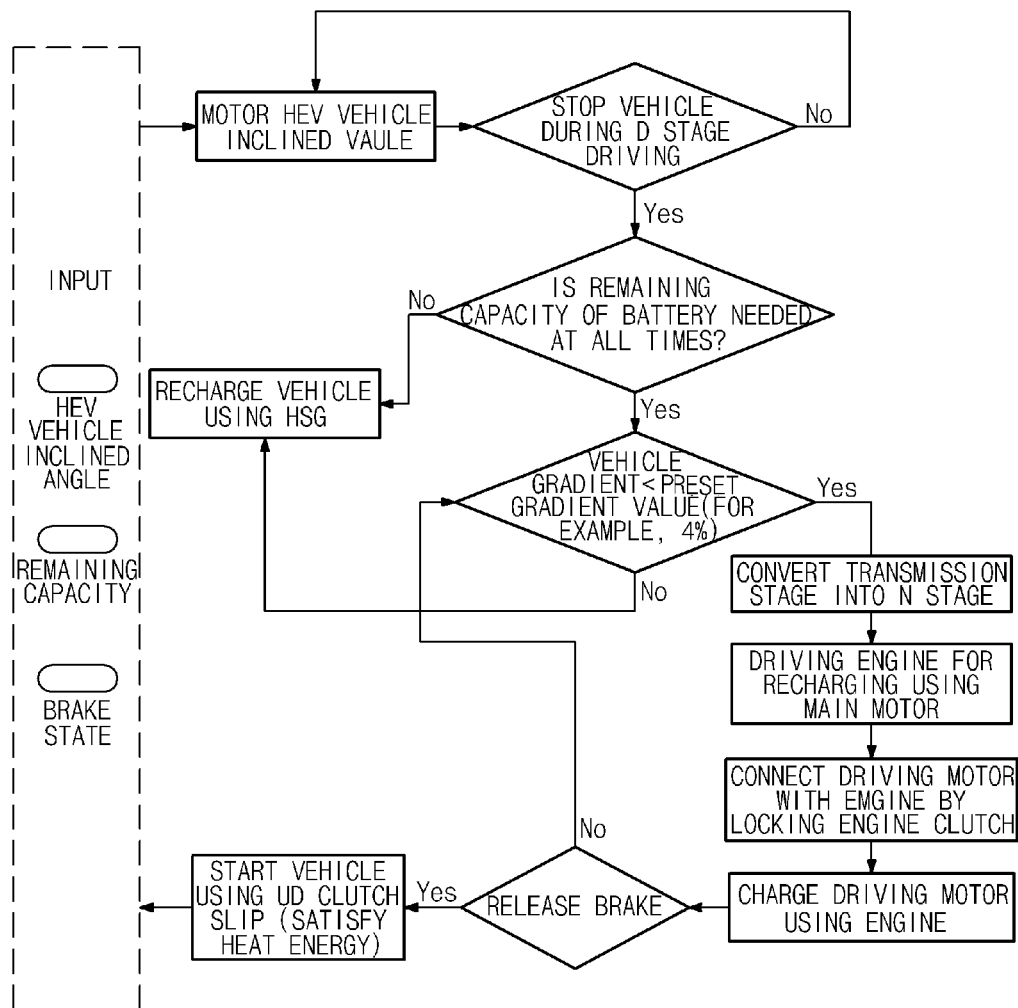 MOTOR HEV VEHICLE
INCLINED VAULE
STOP VEHICLE
DURING D STAGE
DRIVING
No
Yes
INPUT
HEV
VEHICLE
INCLINED
ANGLE
REMAINING
CAPACITY
BRAKE
STATE
IS REMAINING
CAPACITY OF BATTERY NEEDED
AT ALL TIMES?
No
Yes
RECHARGE VEHICLE
USING HSG
VEHICLE
GRADIENT<PRESET
GRADIENT VALUE(FOR
EXAMPLE, 4%)
Yes
No
CONVERT TRANSMISSION
STAGE INTO N STAGE
DRIVING ENGINE FOR
RECHARGING USING
MAIN MOTOR
CONNECT DRIVING MOTOR
WITH EMGINE BY
LOCKING ENGINE CLUTCH
CHARGE DRIVING MOTOR
USING ENGINE
RELEASE BRAKE
No
Yes
START VEHICLE
USING UD CLUTCH
SLIP (SATISFY
HEAT ENERGY)